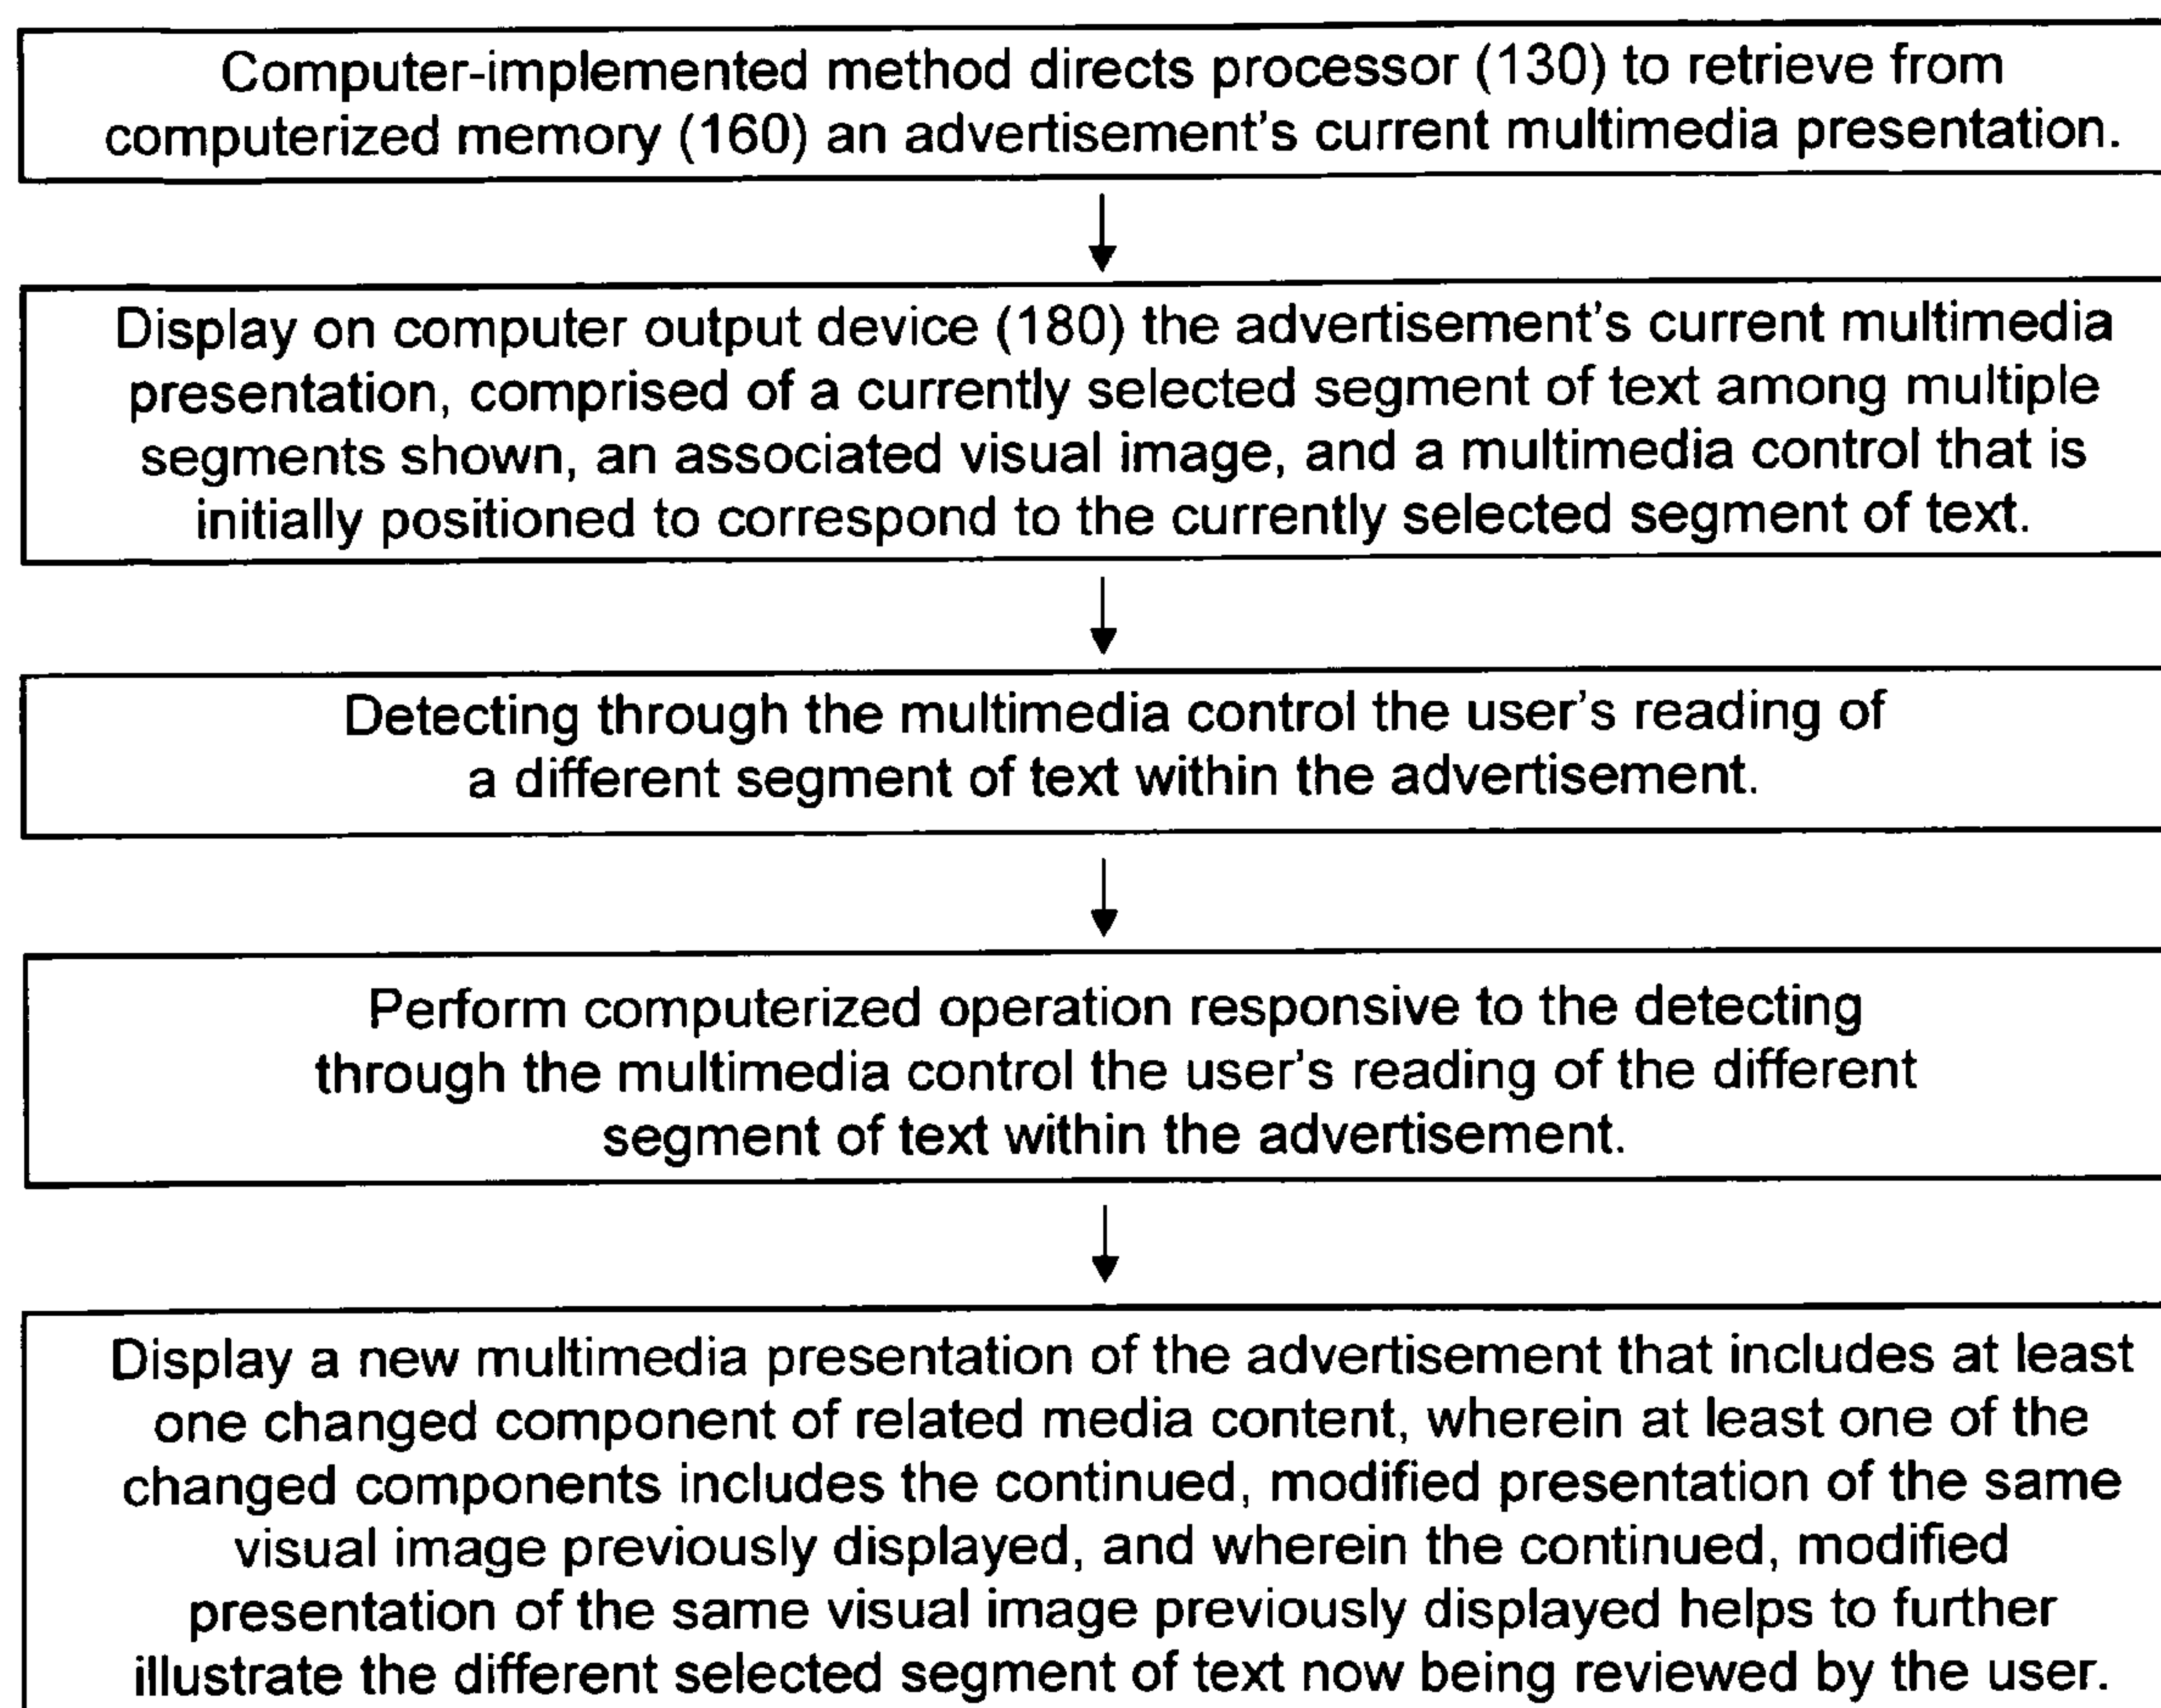 Computer-implemented method directs processor (130) to retrieve from
computerized memory (160) an advertisement's current multimedia presentation.
Display on computer output device (180) the advertisement's current multimedia
presentation, comprised of a currently selected segment of text among multiple
segments shown, an associated visual image, and a multimedia control that is
initially positioned to correspond to the currently selected segment of text.
Detecting through the multimedia control the user's reading of
a different segment of text within the advertisement.
Perform computerized operation responsive to the detecting
through the multimedia control the user's reading of the different
segment of text within the advertisement.
Display a new multimedia presentation of the advertisement that includes at least
one changed component of related media content, wherein at least one of the
changed components includes the continued, modified presentation of the same
visual image previously displayed, and wherein the continued, modified
presentation of the same visual image previously displayed helps to further
illustrate the different selected segment of text now being reviewed by the user.